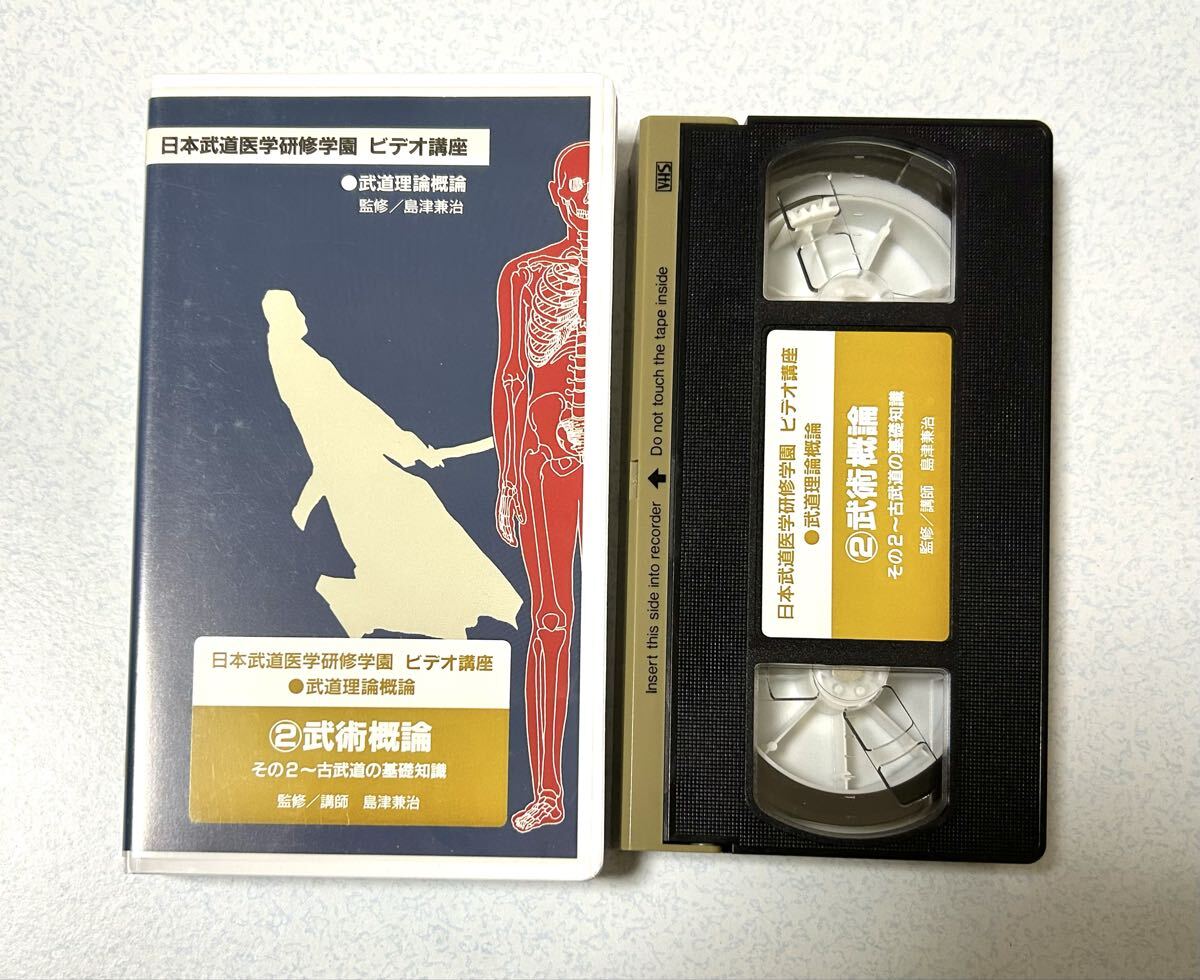 日本武道医学研修学園 ビデオ講座
●武道理論概論
監修／島津兼治
日本武道医学研修学園 ビデオ講座
●武道理論概論
②武術概論
その2～古武道の基礎知識
監修／講師 島津兼治
VHS
Insert this side into recorder ⬆ Do not touch the tape inside
日本武道医学研修学園 ビデオ講座
●武道理論概論
②武術概論
その2～古武道の基礎知識
監修／講師 島津兼治